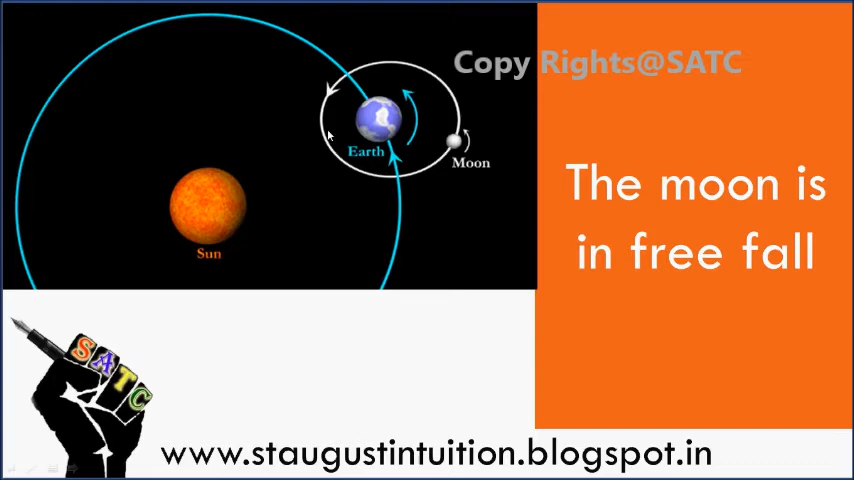 Copy Rights@SATC
Earth
Moon
Sun
The moon is
in free fall
SATC
www.staugustintuition.blogspot.in